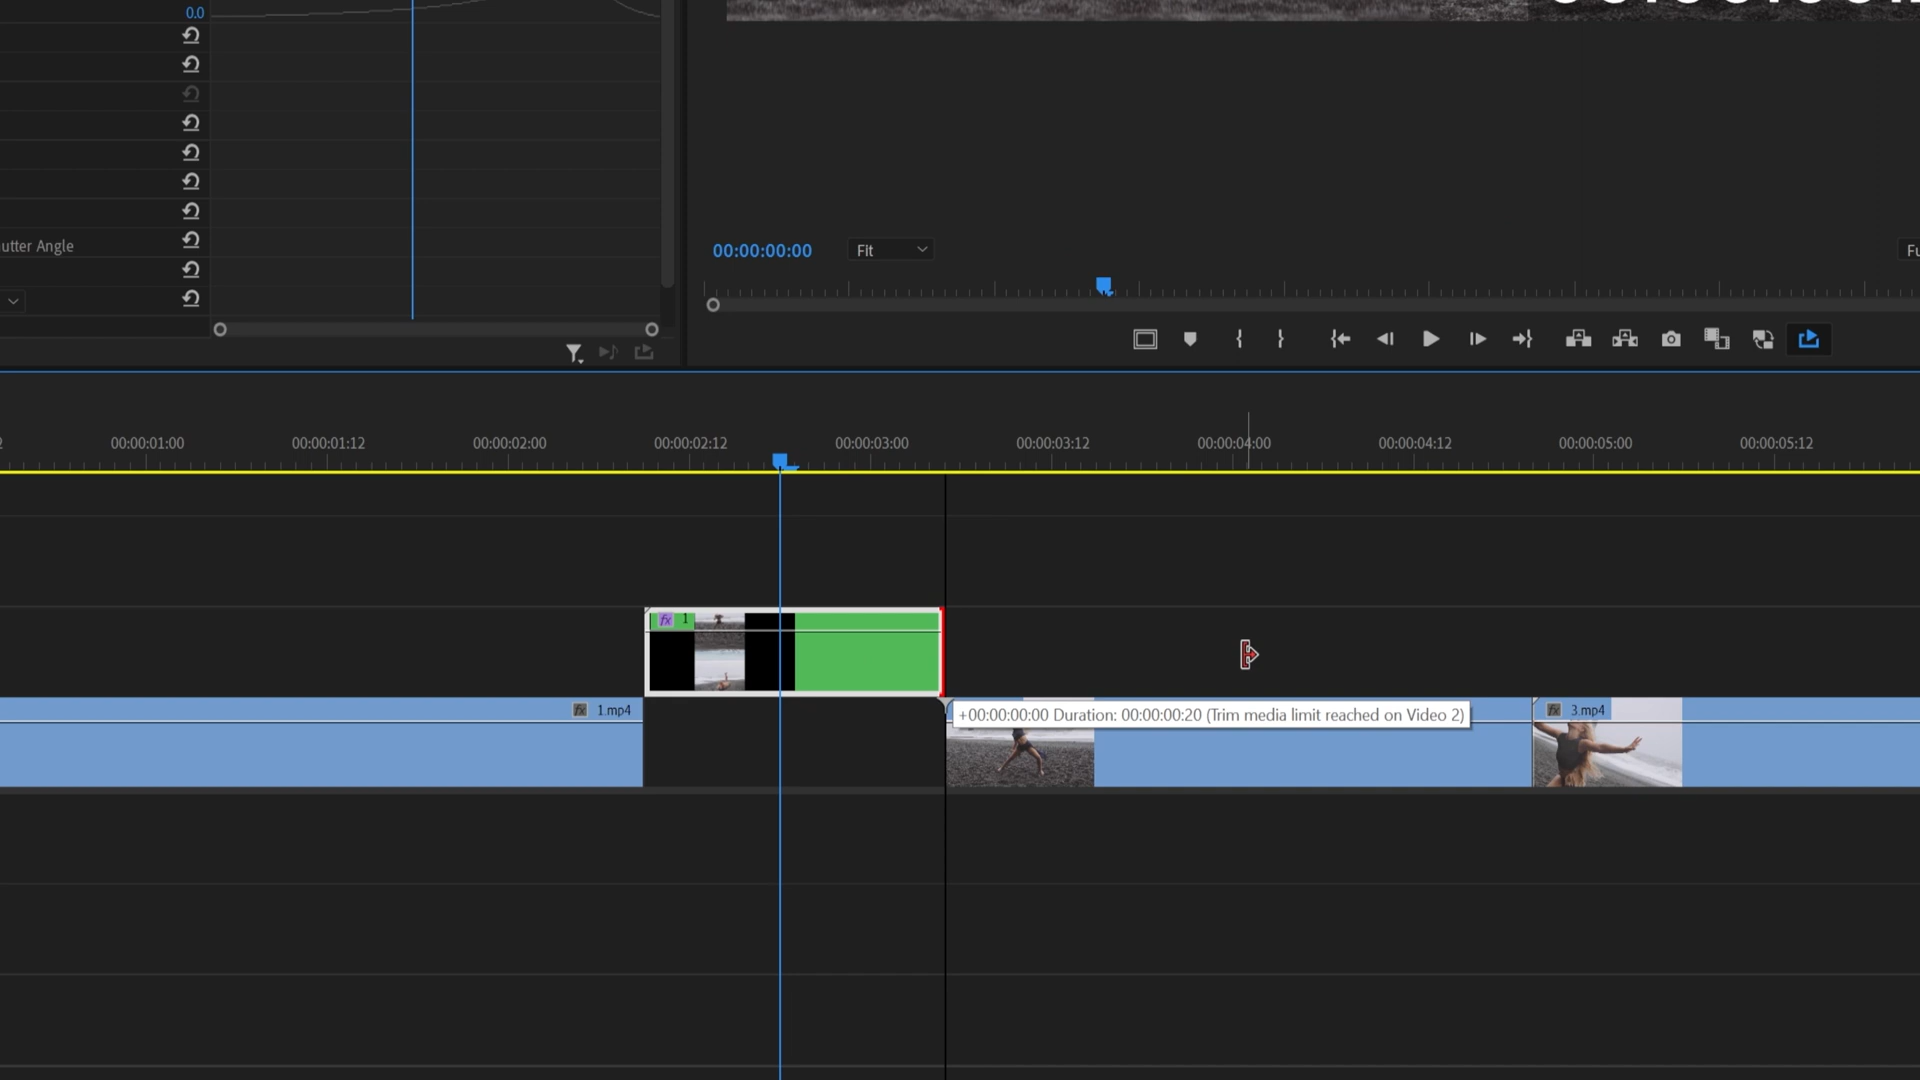 0.0
utter Angle
00:00:00:00
Fit
Fu
2
00:00:01:00
00:00:01:12
00:00:02:00
00:00:02:12
00:00:03:00
00:00:03:12
00:00:04:00
00:00:04:12
00:00:05:00
00:00:05:12
fx 1
fx 1.mp4
+00:00:00:00 Duration: 00:00:00:20 (Trim media limit reached on Video 2)
fx 3.mp4